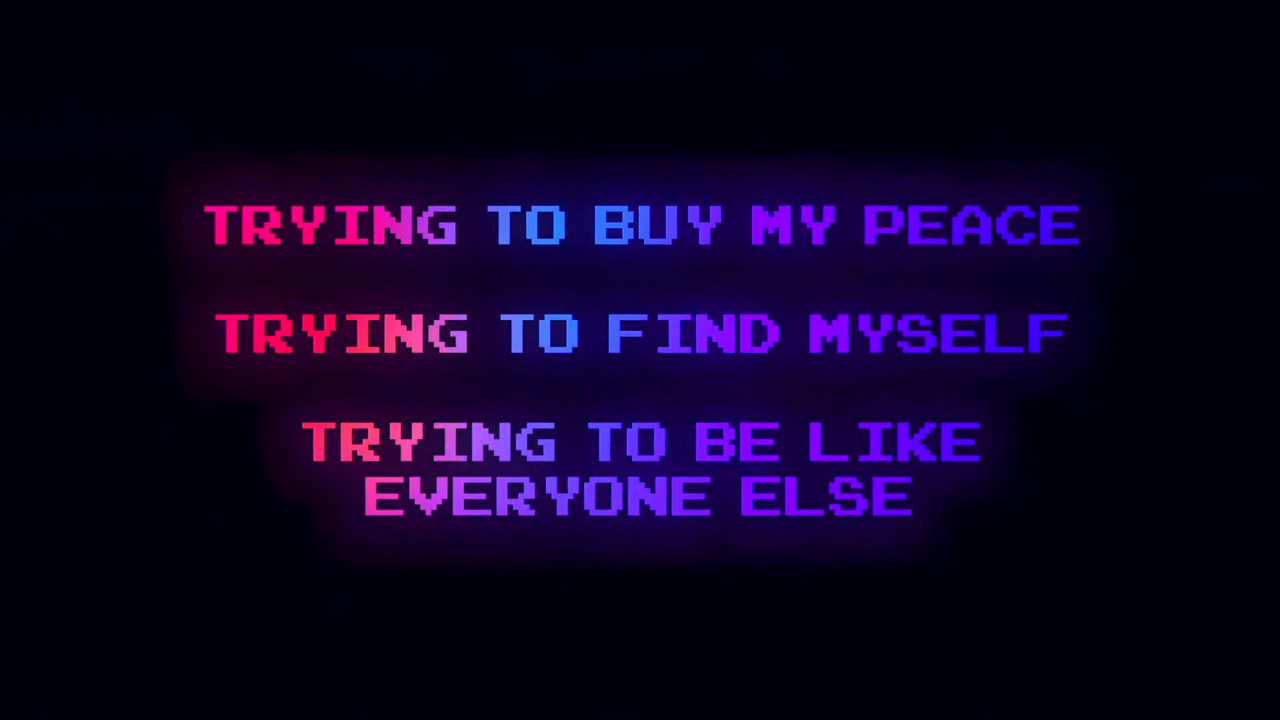 TRYING TO BUY MY PEACE
TRYING TO FIND MYSELF
TRYING TO BE LIKE
EVERYONE ELSE